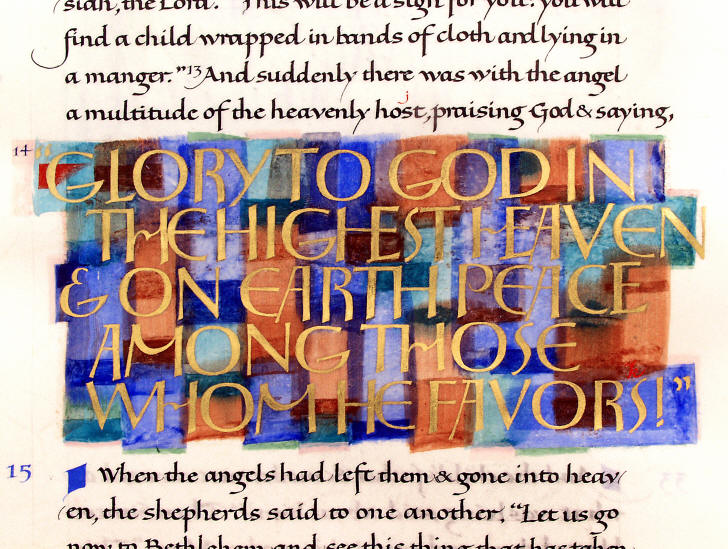 siah, the Lord. This will be a sign for you: you will
find a child wrapped in bands of cloth and lying in
a manger.” 13 And suddenly there was with the angel
a multitude of the heavenly host, praising God & saying,
14 “GLORY TO GOD IN
THE HIGHEST HEAVEN
& ON EARTH PEACE
AMONG THOSE
WHOM HE FAVORS!”
15 When the angels had left them & gone into heav
en, the shepherds said to one another, “Let us go
now to Bethlehem and see this thing that has taken